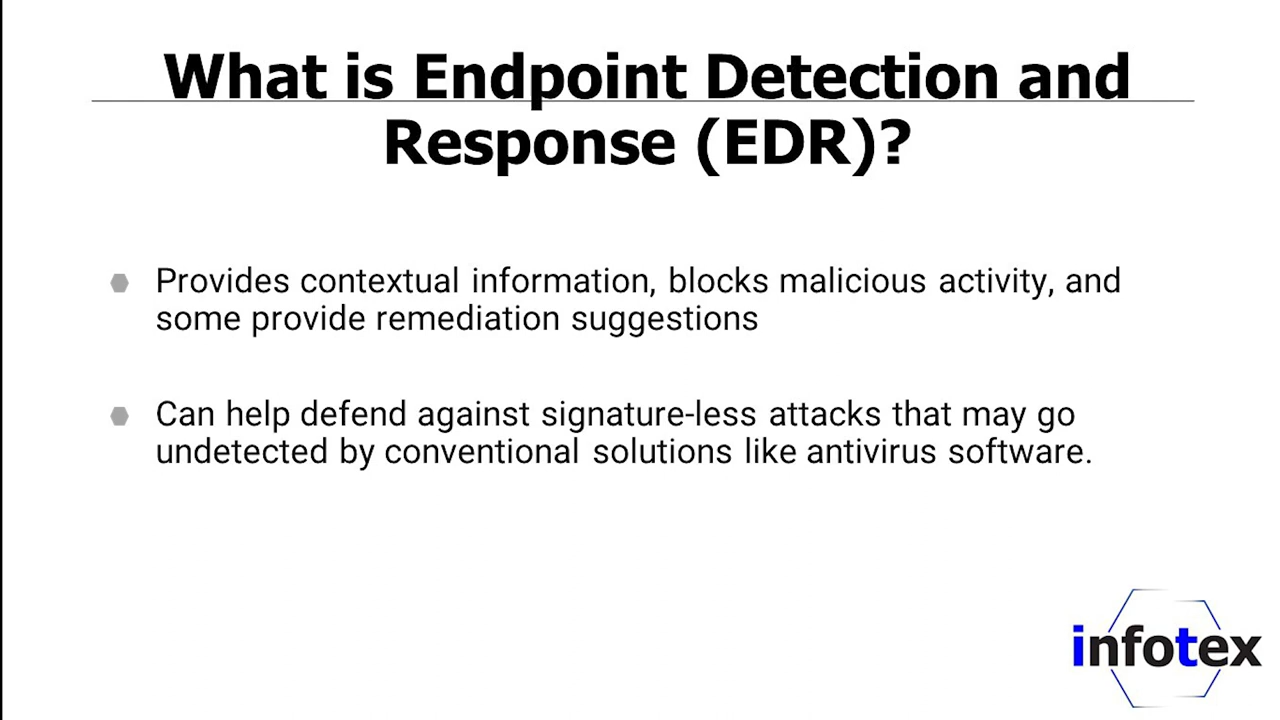 What is Endpoint Detection and
Response (EDR)?
Provides contextual information, blocks malicious activity, and
some provide remediation suggestions
Can help defend against signature-less attacks that may go
undetected by conventional solutions like antivirus software.
infotex